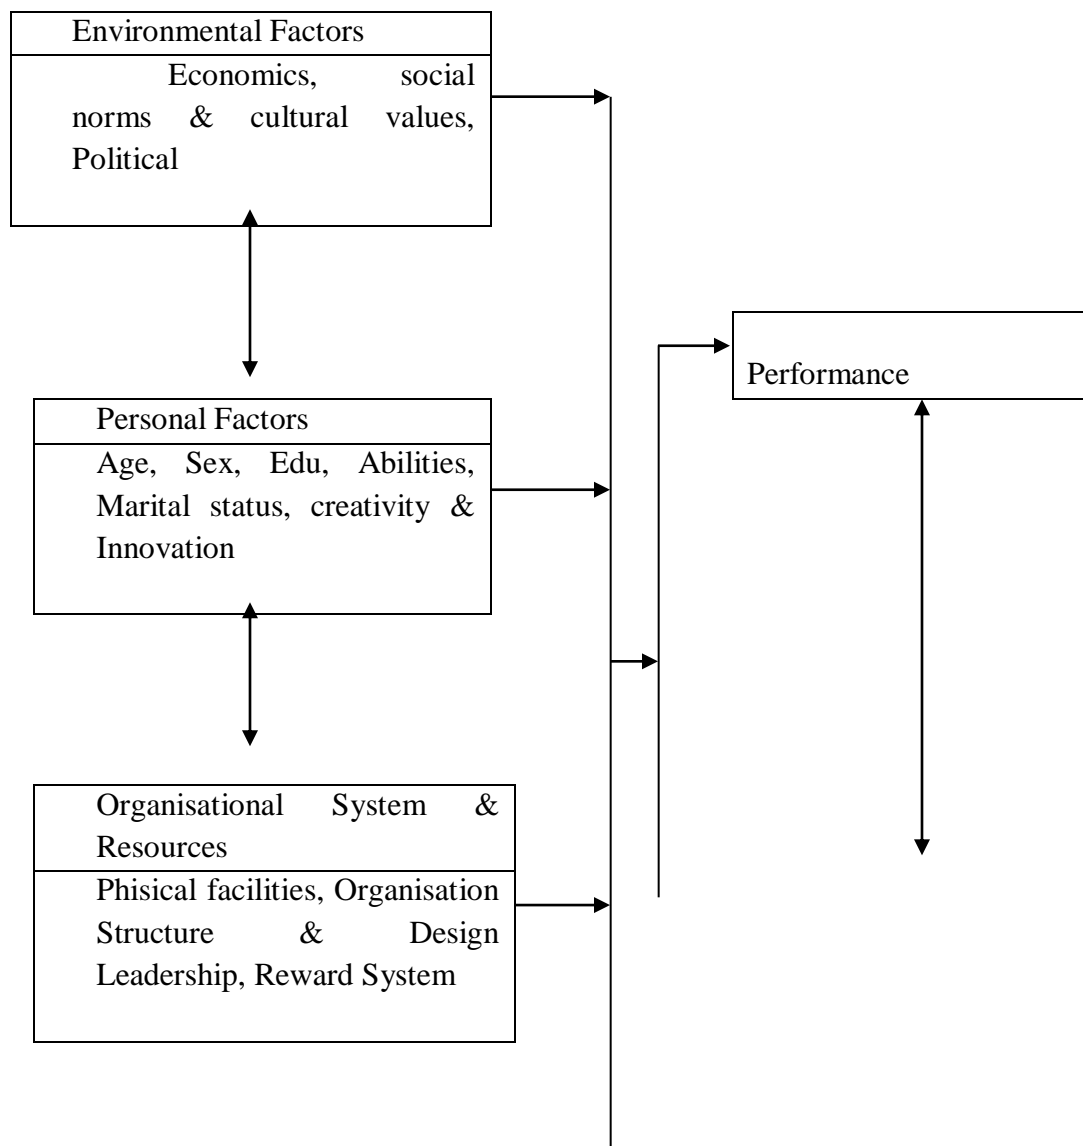 Environmental Factors
Economics, social
norms & cultural values,
Political
Performance
Personal Factors
Age, Sex, Edu, Abilities,
Marital status, creativity &
Innovation
Organisational System &
Resources
Phisical facilities, Organisation
Structure & Design
Leadership, Reward System